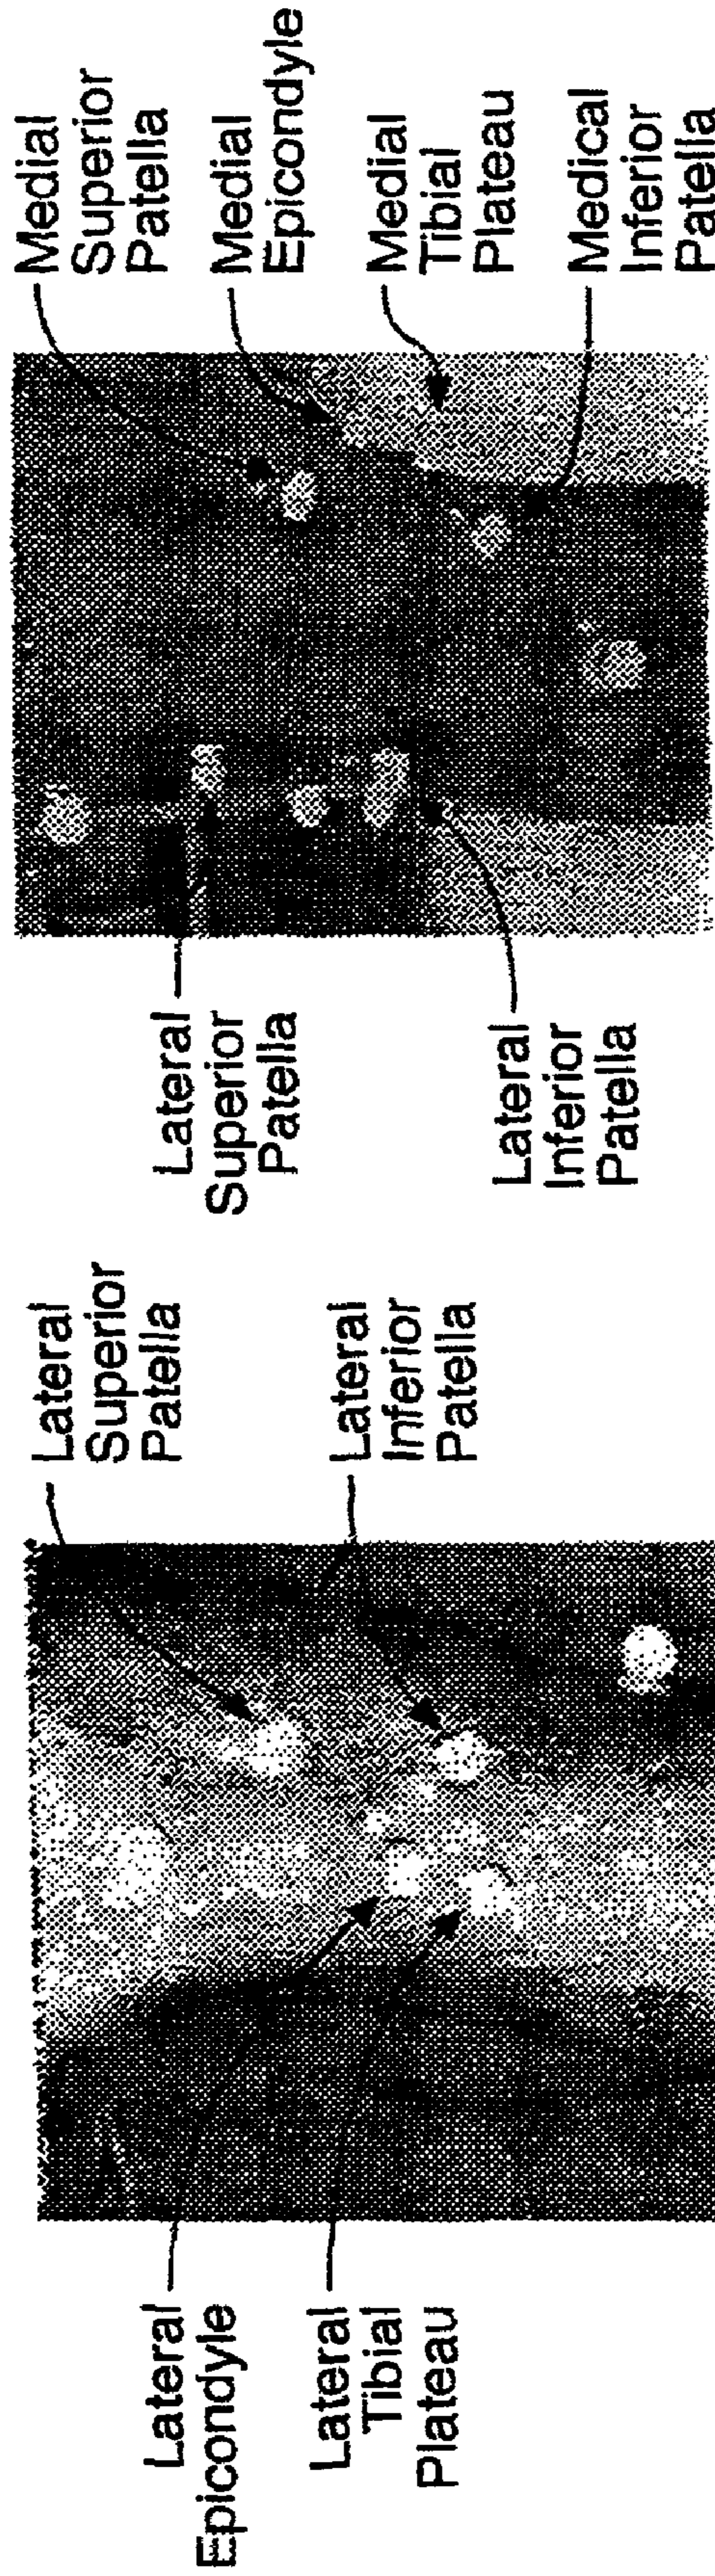 Lateral
Epicondyle
Lateral
Tibial
Plateau
Lateral
Superior
Patella
Lateral
Inferior
Patella
Lateral
Superior
Patella
Lateral
Inferior
Patella
Medial
Superior
Patella
Medial
Epicondyle
Medial
Tibial
Plateau
Medical
Inferior
Patella